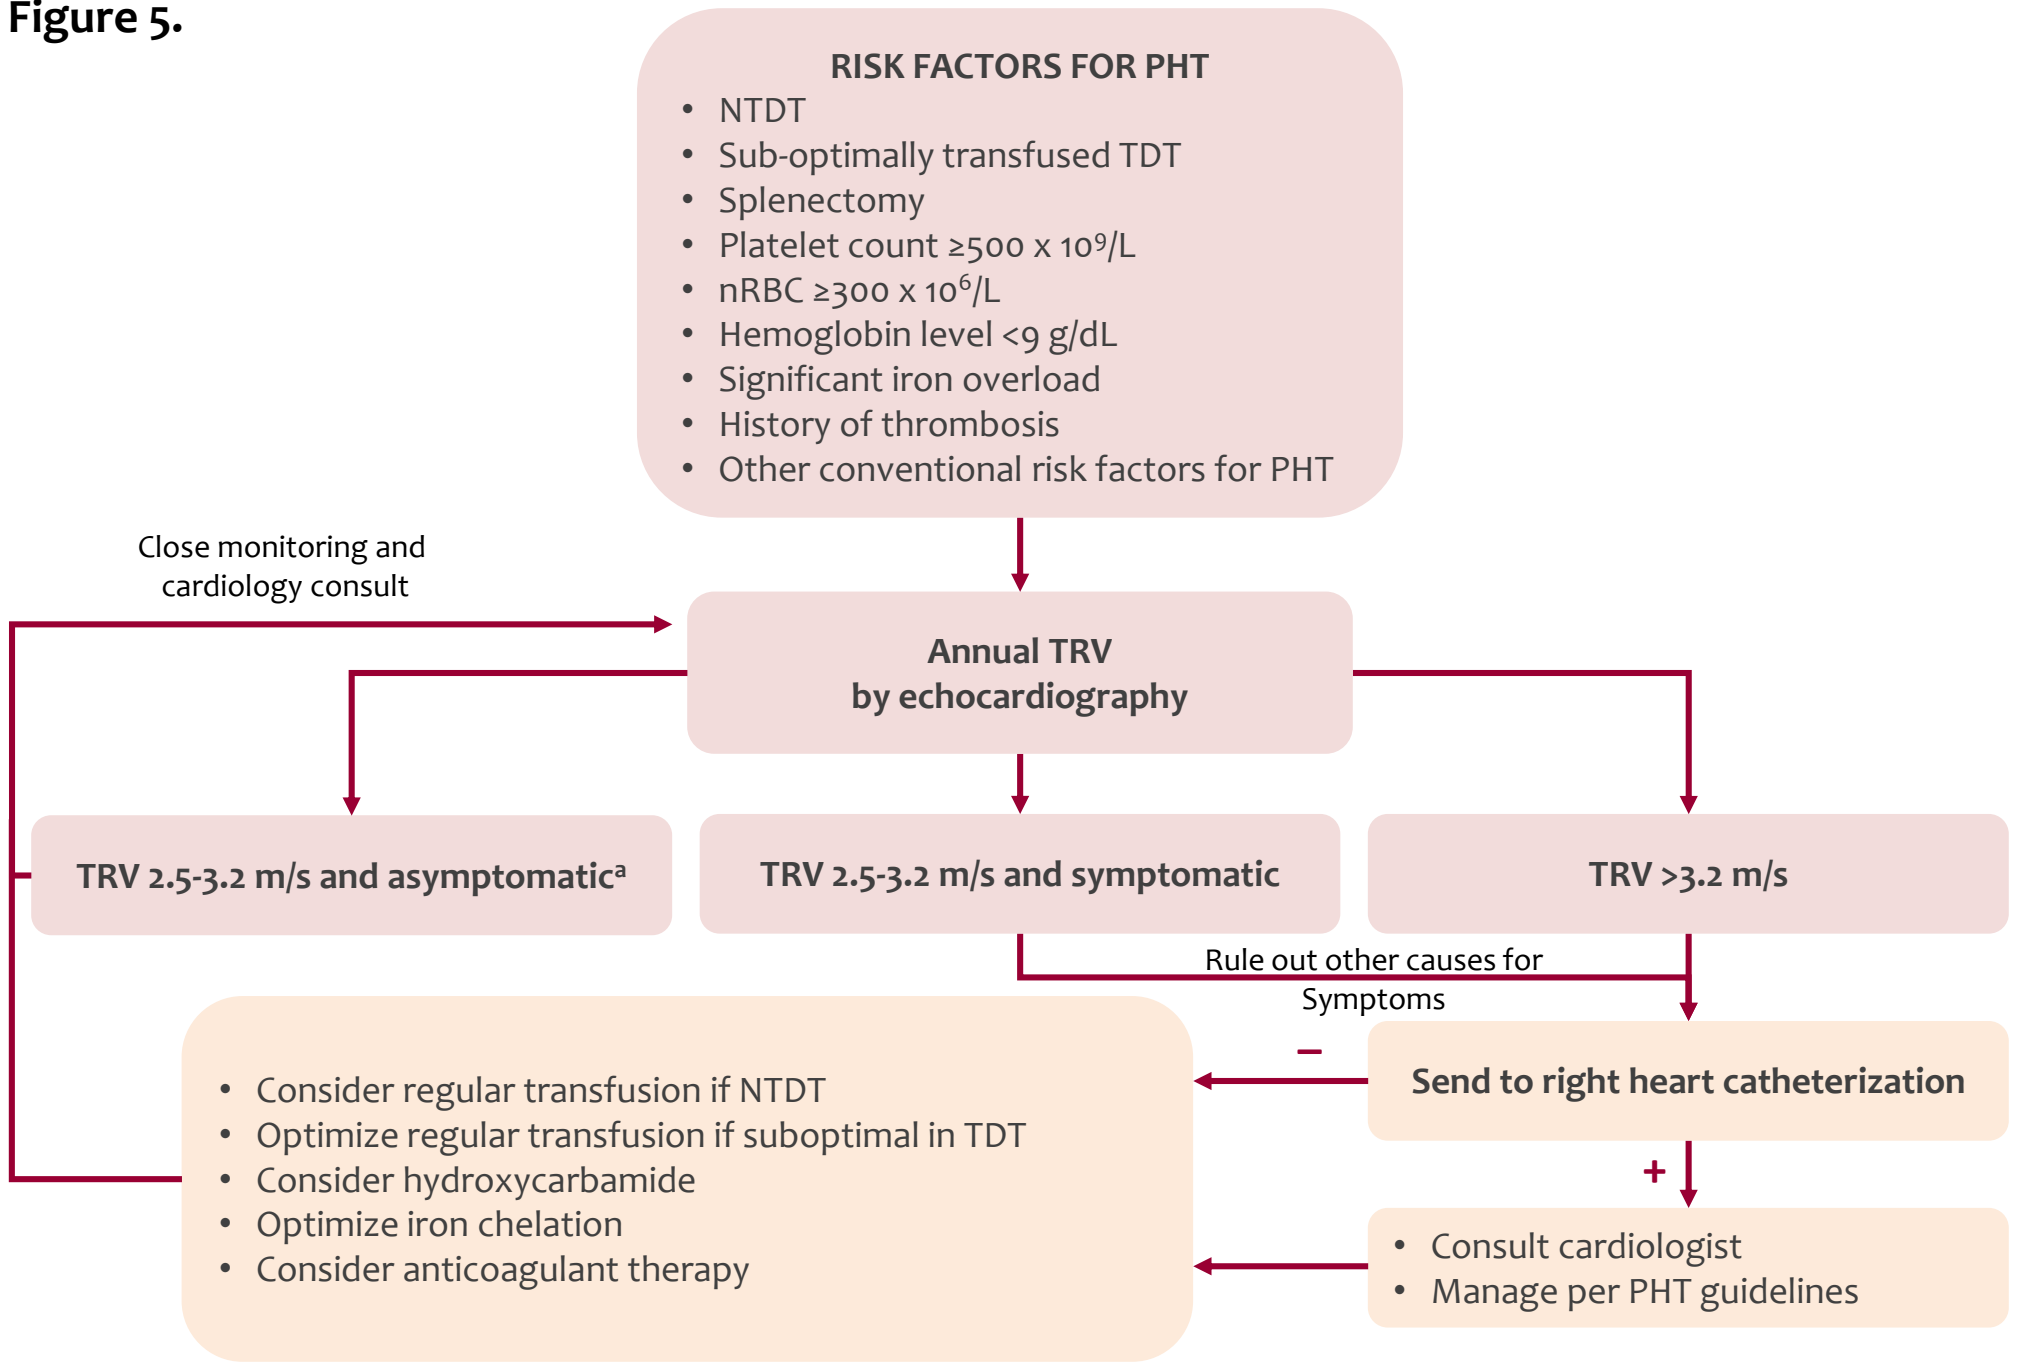 Figure 5.
RISK FACTORS FOR PHT
• NTDT
• Sub-optimally transfused TDT
• Splenectomy
• Platelet count ≥500 x 10⁹/L
• nRBC ≥300 x 10⁶/L
• Hemoglobin level <9 g/dL
• Significant iron overload
• History of thrombosis
• Other conventional risk factors for PHT
Close monitoring and
cardiology consult
Annual TRV
by echocardiography
TRV 2.5-3.2 m/s and asymptomaticᵃ
TRV 2.5-3.2 m/s and symptomatic
TRV >3.2 m/s
Rule out other causes for
Symptoms
–
Send to right heart catheterization
+
• Consider regular transfusion if NTDT
• Optimize regular transfusion if suboptimal in TDT
• Consider hydroxycarbamide
• Optimize iron chelation
• Consider anticoagulant therapy
• Consult cardiologist
• Manage per PHT guidelines